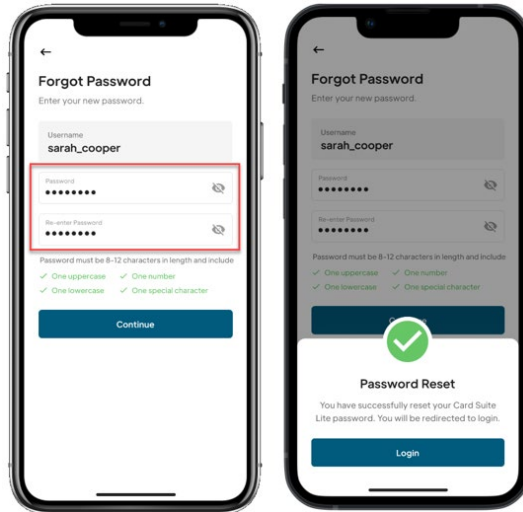 Forgot Password
Enter your new password.
Username
sarah_cooper
Password
••••••••
Re-enter Password
••••••••
Password must be 8-12 characters in length and include
✓ One uppercase ✓ One number
✓ One lowercase ✓ One special character
Continue
Forgot Password
Enter your new password.
Username
sarah_cooper
Password
••••••••
Re-enter Password
••••••••
Password must be 8-12 characters in length and include
✓ One uppercase ✓ One number
✓ One lowercase ✓ One special character
Password Reset
You have successfully reset your Card Suite
Lite password. You will be redirected to login.
Login